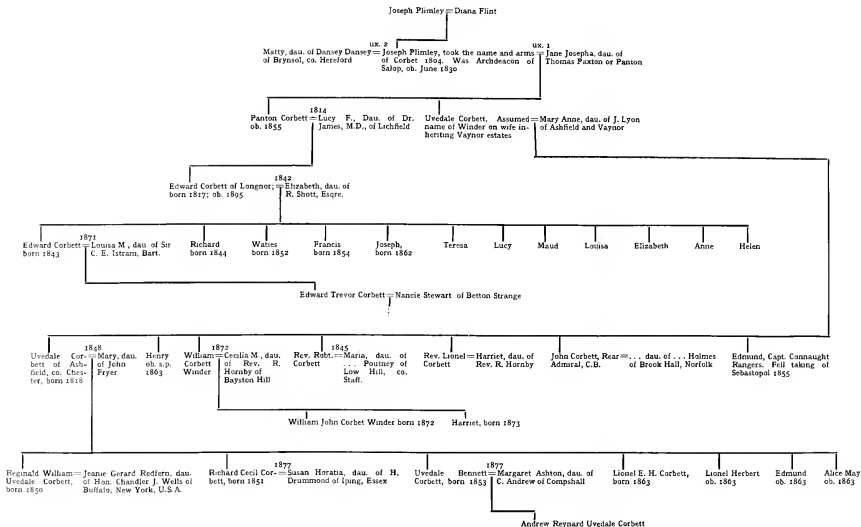 Joseph Plimley = Diana Flint
ux. 2
ux. 1
Matty, dau. of Dansey Dansey = Joseph Plimley, took the name and arms = Jane Josepha, dau. of
of Brynsol, co. Hereford
of Corbet 1804. Was Archdeacon of
Thomas Paxton or Panton
Salop, ob. June 1830
1814
Panton Corbett = Lucy F., Dau. of Dr.
ob. 1855
James, M.D., of Lichfield
Uvedale Corbett. Assumed = Mary Anne, dau. of J. Lyon
name of Winder on wife in-
of Ashfield and Vaynor
heriting Vaynor estates
1842
Edward Corbett of Longnor; = Elizabeth, dau. of
born 1817; ob. 1895
R. Shott, Esqre.
1871
Edward Corbett = Louisa M, dau of Sir
born 1843
C. E. Istram, Bart.
Richard
born 1844
Waties
born 1852
Francis
born 1854
Joseph,
born 1862
Teresa
Lucy
Maud
Louisa
Elizabeth
Anne
Helen
Edward Trevor Corbett = Nancie Stewart of Betton Strange
1848
Uvedale Cor- = Mary, dau.
bett of Ash-
of John
field, co. Ches-
Fryer
ter, born 1818
Henry
ob. s.p.
1863
1872
William = Cecilia M., dau.
Corbett
of Rev. R.
Winder
Hornby of
Bayston Hill
1845
Rev. Robt. = Maria, dau. of
Corbett
... Poutney of
Low Hill, co.
Staff.
Rev. Lionel = Harriet, dau. of
Corbett
Rev. R. Hornby
John Corbett, Rear = ... dau. of ... Holmes
Admiral, C.B.
of Brook Hall, Norfolk
Edmund, Capt. Connaught
Rangers. Fell taking of
Sebastopol 1855
William John Corbet Winder born 1872
Harriet, born 1873
Reginald William = Jeanie Gerard Redfern, dau.
Uvedale Corbett,
of Hon. Chandler J. Wells of
born 1850
Buffalo, New York, U.S.A.
1877
Richard Cecil Cor- = Susan Horatia, dau. of H.
bett, born 1851
Drummond of Iping, Essex
1877
Uvedale Bennett = Margaret Ashton, dau. of
Corbett, born 1853
C. Andrew of Compshall
Lionel E. H. Corbett,
born 1863
Lionel Herbert
ob. 1863
Edmund
ob. 1863
Alice May
ob. 1863
Andrew Reynard Uvedale Corbett